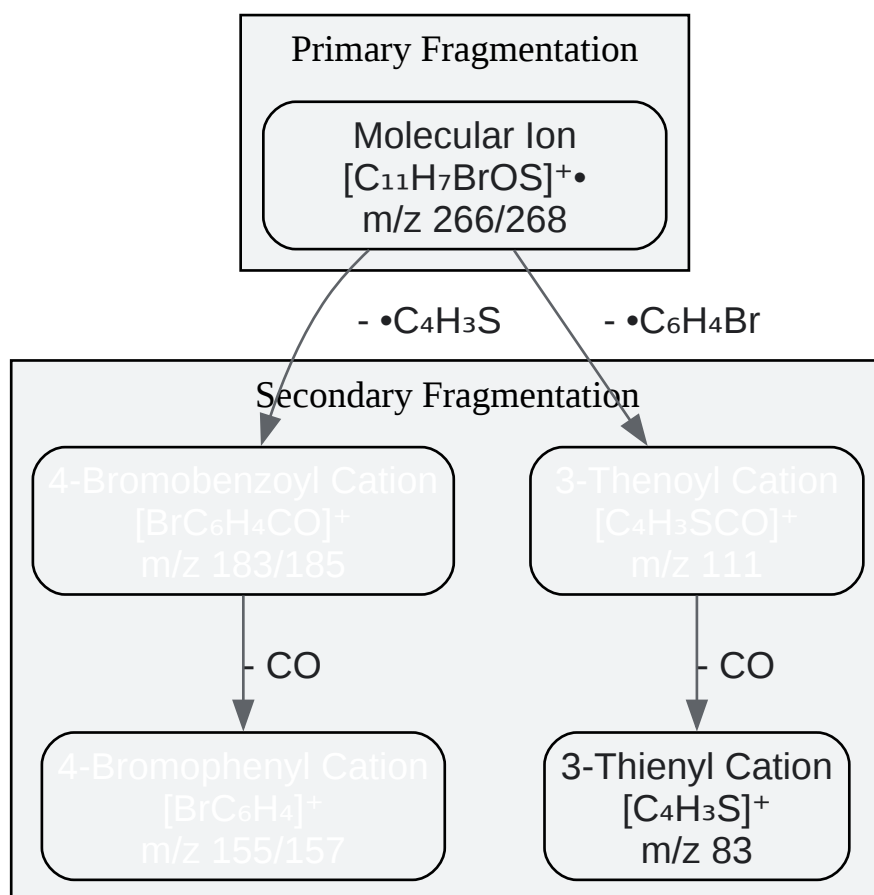 Primary Fragmentation
Molecular Ion
[C₁₁H₇BrOS]⁺•
m/z 266/268
- •C₄H₃S
- •C₆H₄Br
Secondary Fragmentation
4-Bromobenzoyl Cation
[BrC₆H₄CO]⁺
m/z 183/185
3-Thenoyl Cation
[C₄H₃SCO]⁺
m/z 111
- CO
- CO
4-Bromophenyl Cation
[BrC₆H₄]⁺
m/z 155/157
3-Thienyl Cation
[C₄H₃S]⁺
m/z 83